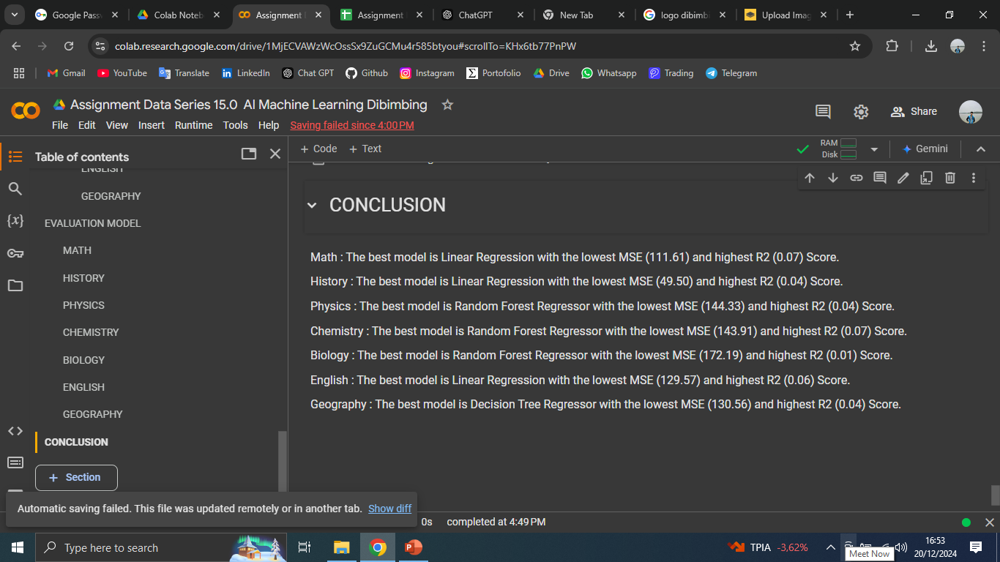 Google Pass
Colab Noteb
Assignment
Assignment
ChatGPT
New Tab
logo dibimbi
Upload Imag
colab.research.google.com/drive/1MjECVAWzWcOssSx9ZuGCMu4r585btyou#scrollTo=KHx6tb77PnPW
Gmail YouTube Translate LinkedIn Chat GPT Github Instagram Portofolio Drive Whatsapp Trading Telegram
Assignment Data Series 15.0 AI Machine Learning Dibimbing
Share
File Edit View Insert Runtime Tools Help Saving failed since 4:00 PM
Table of contents
+ Code + Text
RAM
Disk
Gemini
ENGLISH
GEOGRAPHY
EVALUATION MODEL
MATH
HISTORY
PHYSICS
CHEMISTRY
BIOLOGY
ENGLISH
GEOGRAPHY
CONCLUSION
+ Section
CONCLUSION
Math : The best model is Linear Regression with the lowest MSE (111.61) and highest R2 (0.07) Score.
History : The best model is Linear Regression with the lowest MSE (49.50) and highest R2 (0.04) Score.
Physics : The best model is Random Forest Regressor with the lowest MSE (144.33) and highest R2 (0.04) Score.
Chemistry : The best model is Random Forest Regressor with the lowest MSE (143.91) and highest R2 (0.07) Score.
Biology : The best model is Random Forest Regressor with the lowest MSE (172.19) and highest R2 (0.01) Score.
English : The best model is Linear Regression with the lowest MSE (129.57) and highest R2 (0.06) Score.
Geography : The best model is Decision Tree Regressor with the lowest MSE (130.56) and highest R2 (0.04) Score.
Automatic saving failed. This file was updated remotely or in another tab. Show diff
0s completed at 4:49 PM
Type here to search
TPIA -3,62%
16:53
20/12/2024
Meet Now